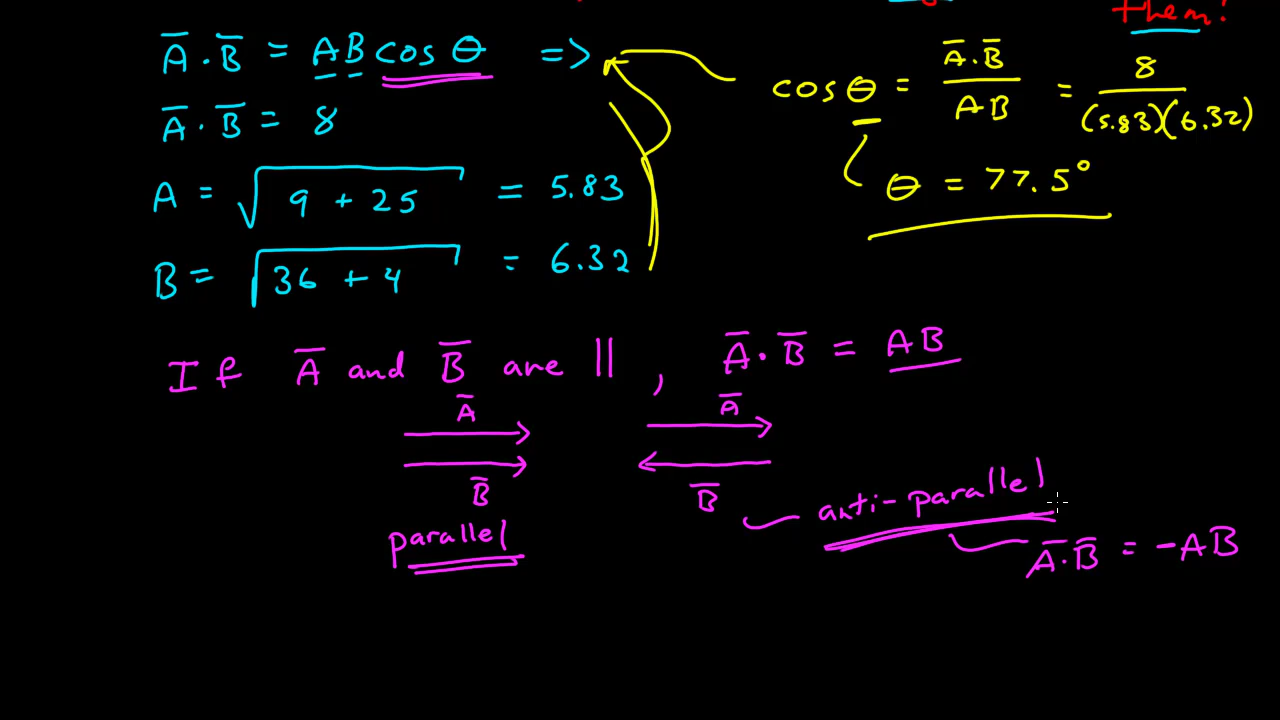 them!
A̅ · B̅ = AB cos θ =>
cos θ = A̅·B̅ / AB = 8 / (5.83)(6.32)
A̅ · B̅ = 8
θ = 77.5°
A = √(9 + 25) = 5.83
B = √(36 + 4) = 6.32
If A̅ and B̅ are || , A̅ · B̅ = AB
A̅ A̅
B̅ B̅
anti-parallel
parallel
A̅·B̅ = -AB̅